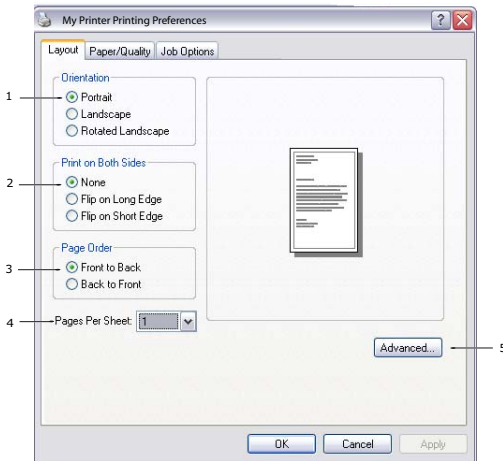 My Printer Printing Preferences
Layout Paper/Quality Job Options
Orientation
1
Portrait
Landscape
Rotated Landscape
Print on Both Sides
2
None
Flip on Long Edge
Flip on Short Edge
Page Order
3
Front to Back
Back to Front
4 Pages Per Sheet: 1
Advanced... 5
OK Cancel Apply